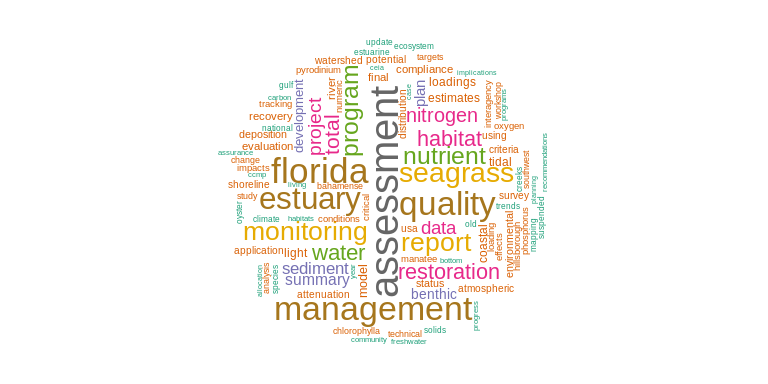 update
ecosystem
estuarine
watershed
potential
targets
pyrodinium
ceia
compliance
implications
final
gulf
river
numeric
program
case
plan
loadings
carbon
tracking
development
distribution
estimates
interagency
workshop
programs
recovery
project
total
assessment
nitrogen
national
deposition
habitat
oxygen
using
evaluation
nutrient
criteria
assurance
change
florida
seagrass
tidal
impacts
ccmp
creeks
southwest
recommendations
shoreline
living
bahamense
planning
study
estuary
quality
survey
critical
trends
oyster
climate
habitats
conditions
suspended
monitoring
usa
data
old
coastal
loading
environmental
phosphorus
mapping
application
light
water
report
effects
hillsborough
manatee
bottom
sediment
year
model
restoration
allocation
analysis
species
summary
status
attenuation
benthic
atmospheric
management
progress
chlorophylla
technical
solids
community
freshwater